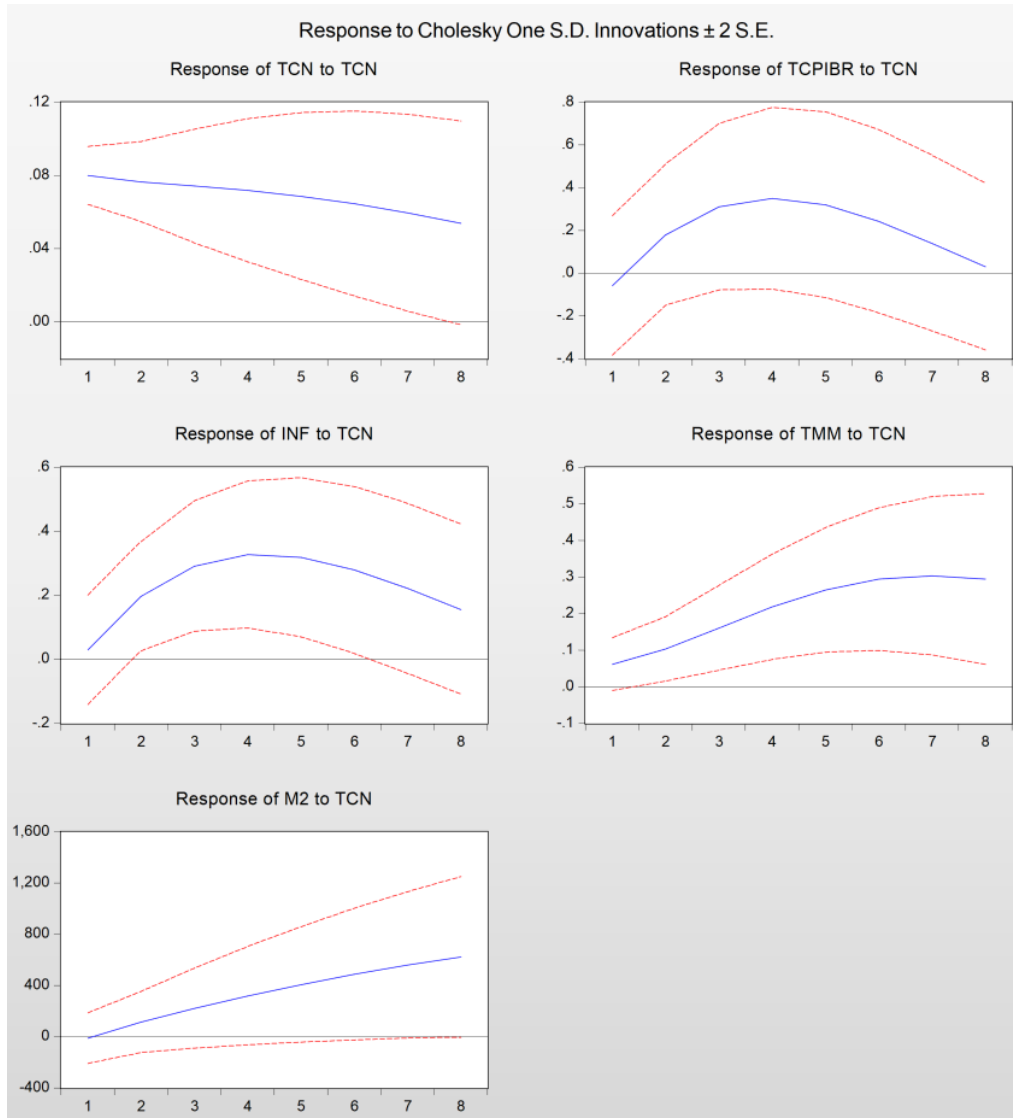 Response to Cholesky One S.D. Innovations ± 2 S.E.
Response of TCN to TCN
.12
.08
.04
.00
1 2 3 4 5 6 7 8
Response of TCPIBR to TCN
.8
.6
.4
.2
.0
-.2
-.4
1 2 3 4 5 6 7 8
Response of INF to TCN
.6
.4
.2
.0
-.2
1 2 3 4 5 6 7 8
Response of TMM to TCN
.6
.5
.4
.3
.2
.1
.0
-.1
1 2 3 4 5 6 7 8
Response of M2 to TCN
1,600
1,200
800
400
0
-400
1 2 3 4 5 6 7 8